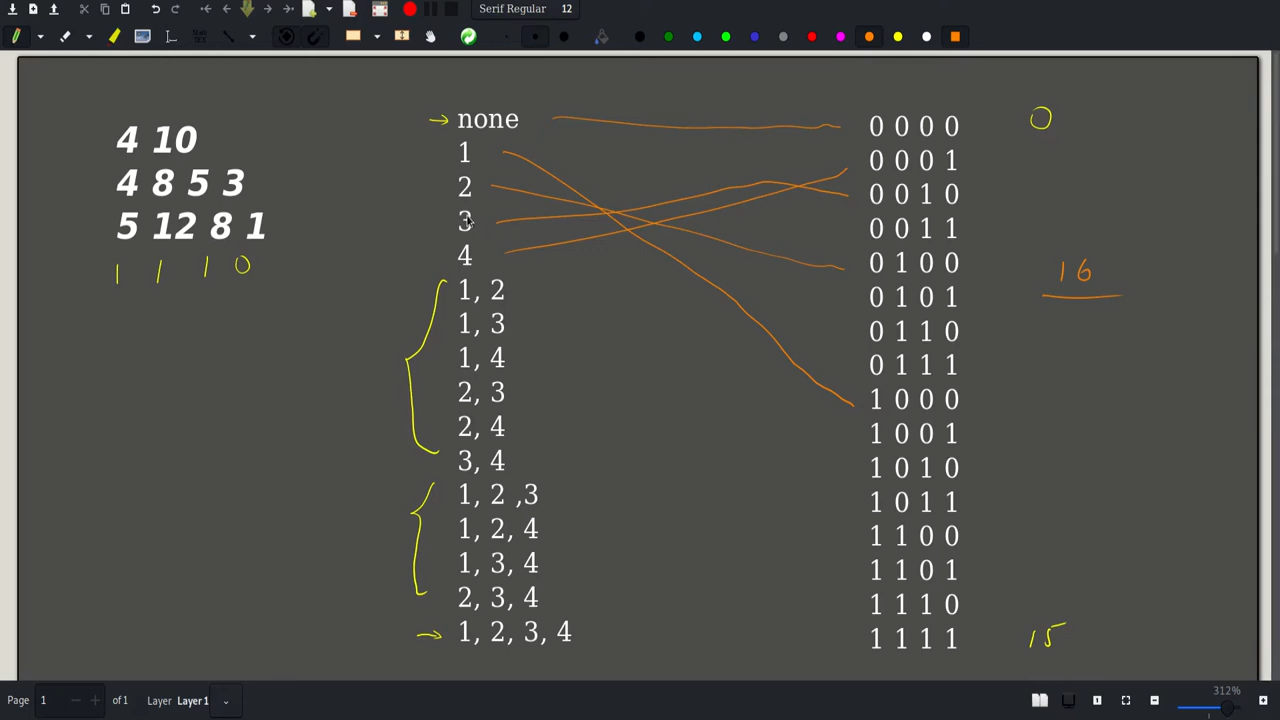 Serif Regular 12
4 10
4 8 5 3
5 12 8 1
1 1 1 0
none
1
2
3
4
1, 2
1, 3
1, 4
2, 3
2, 4
3, 4
1, 2 ,3
1, 2, 4
1, 3, 4
2, 3, 4
1, 2, 3, 4
0 0 0 0
0 0 0 1
0 0 1 0
0 0 1 1
0 1 0 0
0 1 0 1
0 1 1 0
0 1 1 1
1 0 0 0
1 0 0 1
1 0 1 0
1 0 1 1
1 1 0 0
1 1 0 1
1 1 1 0
1 1 1 1
0
16
15
Page 1 of 1 Layer Layer 1
312%